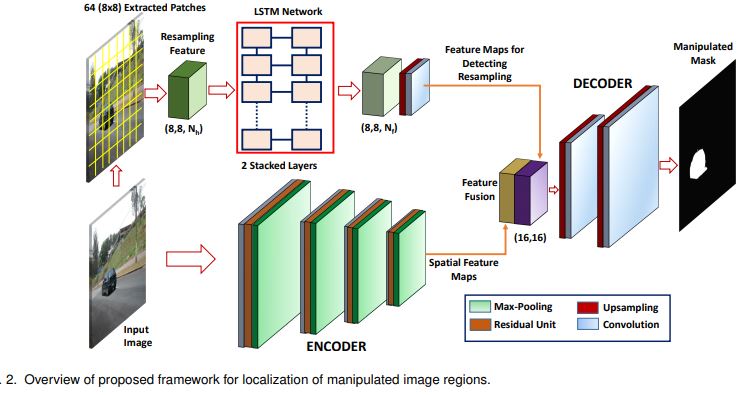 64 (8x8) Extracted Patches
LSTM Network
Resampling
Feature
(8,8, Nh)
2 Stacked Layers
(8,8, Nf)
Feature Maps for
Detecting
Resampling
DECODER
Manipulated
Mask
Feature
Fusion
(16,16)
Spatial Feature
Maps
Input
Image
ENCODER
Max-Pooling
Upsampling
Residual Unit
Convolution
. 2. Overview of proposed framework for localization of manipulated image regions.